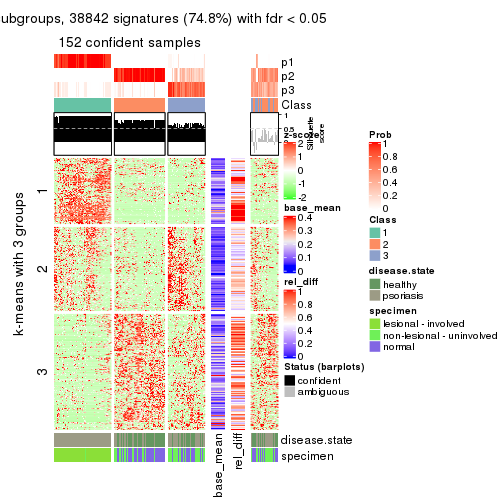 ubgroups, 38842 signatures (74.8%) with fdr < 0.05
152 confident samples
p1
p2
p3
Class
1
0.5
0
Silhouette
score
k-means with 3 groups
1
2
3
base_mean
rel_diff
disease.state
specimen
z-score
2
1
0
-1
-2
base_mean
0.4
0.3
0.2
0.1
0
rel_diff
1
0.8
0.6
0.4
0.2
0
Status (barplots)
confident
ambiguous
Prob
1
0.8
0.6
0.4
0.2
0
Class
1
2
3
disease.state
healthy
psoriasis
specimen
lesional - involved
non-lesional - uninvolved
normal